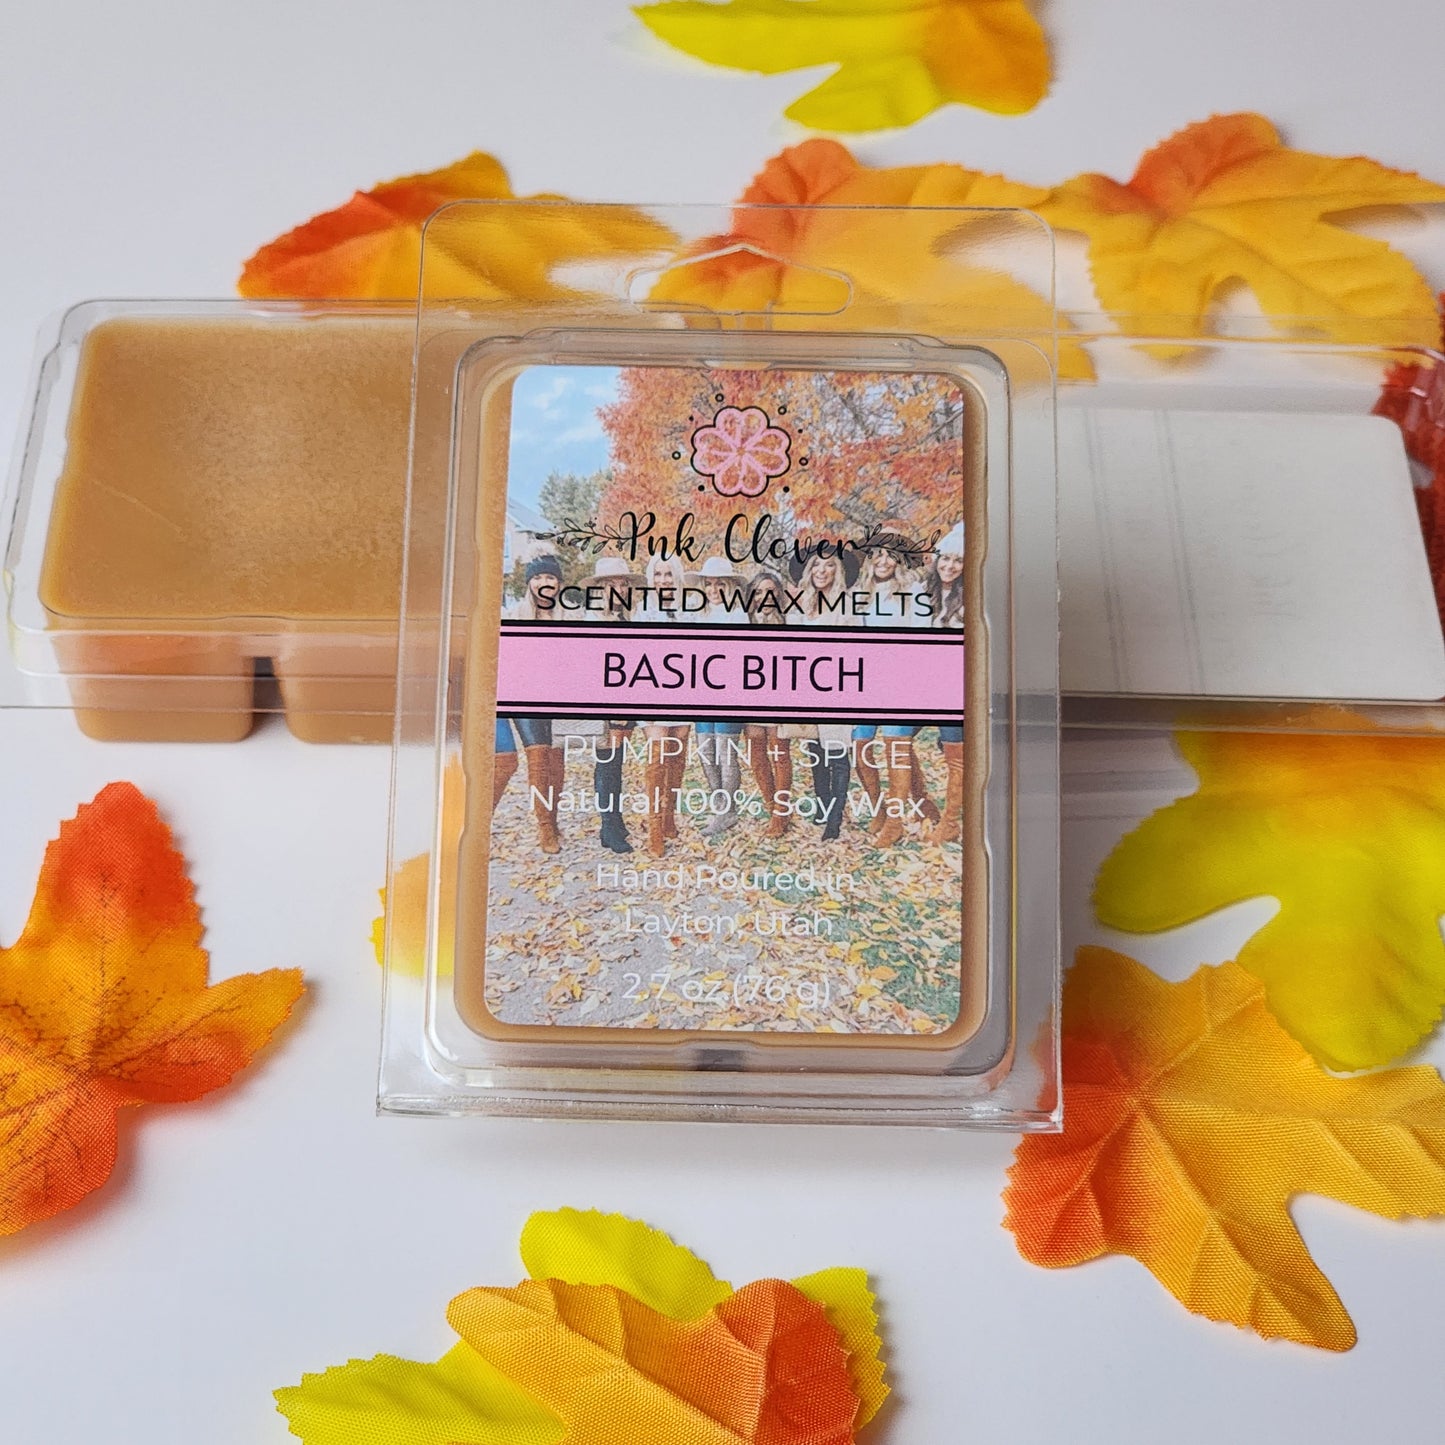 Pnk Clover
SCENTED WAX MELTS
BASIC BITCH
PUMPKIN + SPICE
Natural 100% Soy Wax
Hand Poured in
Layton, Utah
2.7 oz (76 g)